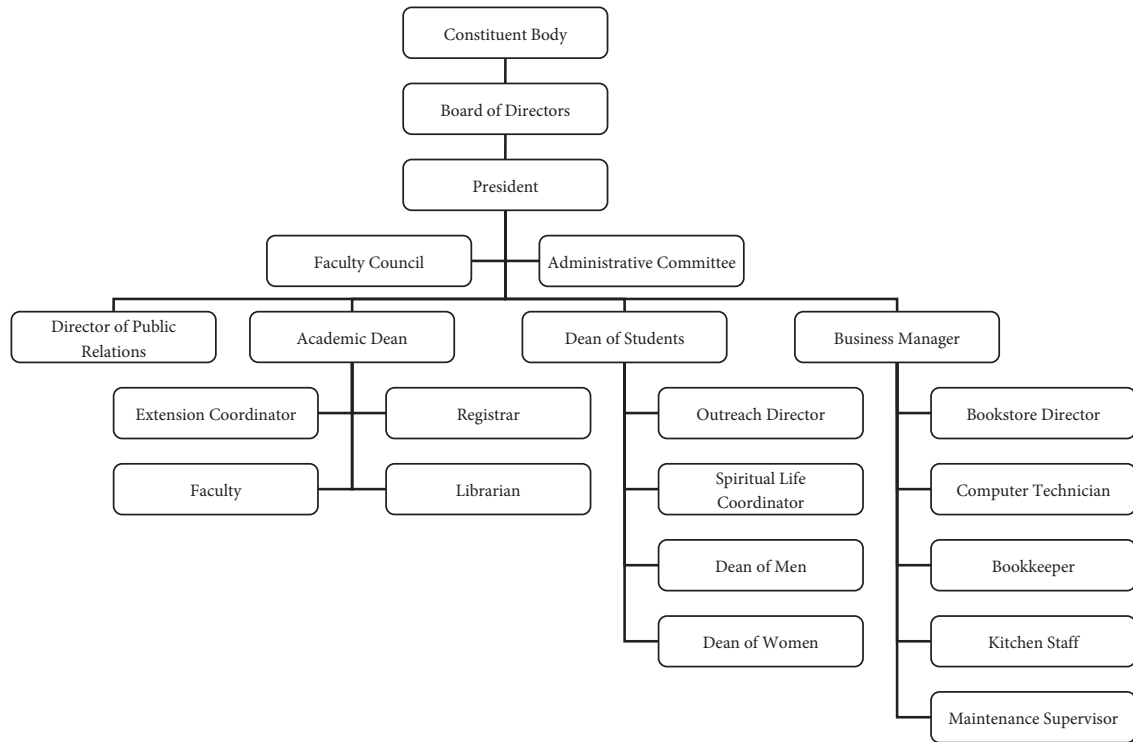 Constituent Body
Board of Directors
President
Faculty Council
Administrative Committee
Director of Public
Relations
Academic Dean
Dean of Students
Business Manager
Extension Coordinator
Registrar
Outreach Director
Bookstore Director
Faculty
Librarian
Spiritual Life
Coordinator
Computer Technician
Dean of Men
Bookkeeper
Dean of Women
Kitchen Staff
Maintenance Supervisor